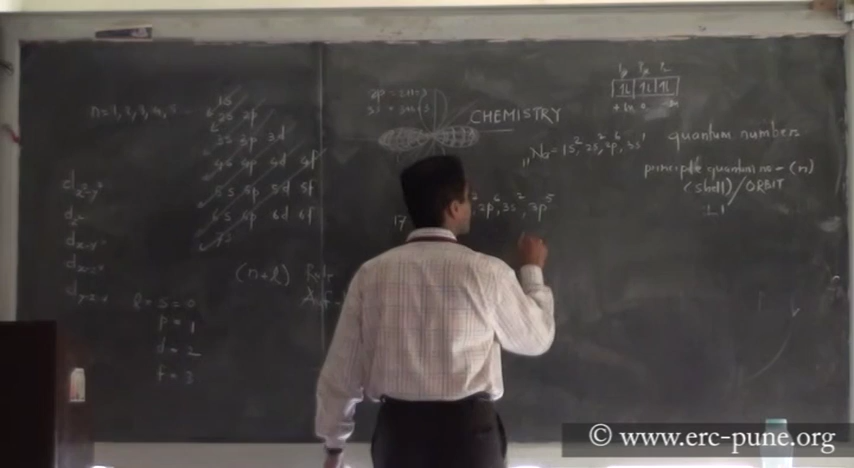 n=1,2,3,4,5
1s
2s 2p
3s 3p 3d
4s 4p 4d 4f
5s 5p 5d 5f
6s 6p 6d 6f
7s
(n+l) Rule
l = s = 0
p = 1
d = 2
f = 3
CHEMISTRY
11Na = 1s², 2s², 2p⁶, 3s¹
17
2p⁶, 3s², 3p⁵
quantum numbers
principle quantum no - (n)
(shell)/ORBIT
© www.erc-pune.org